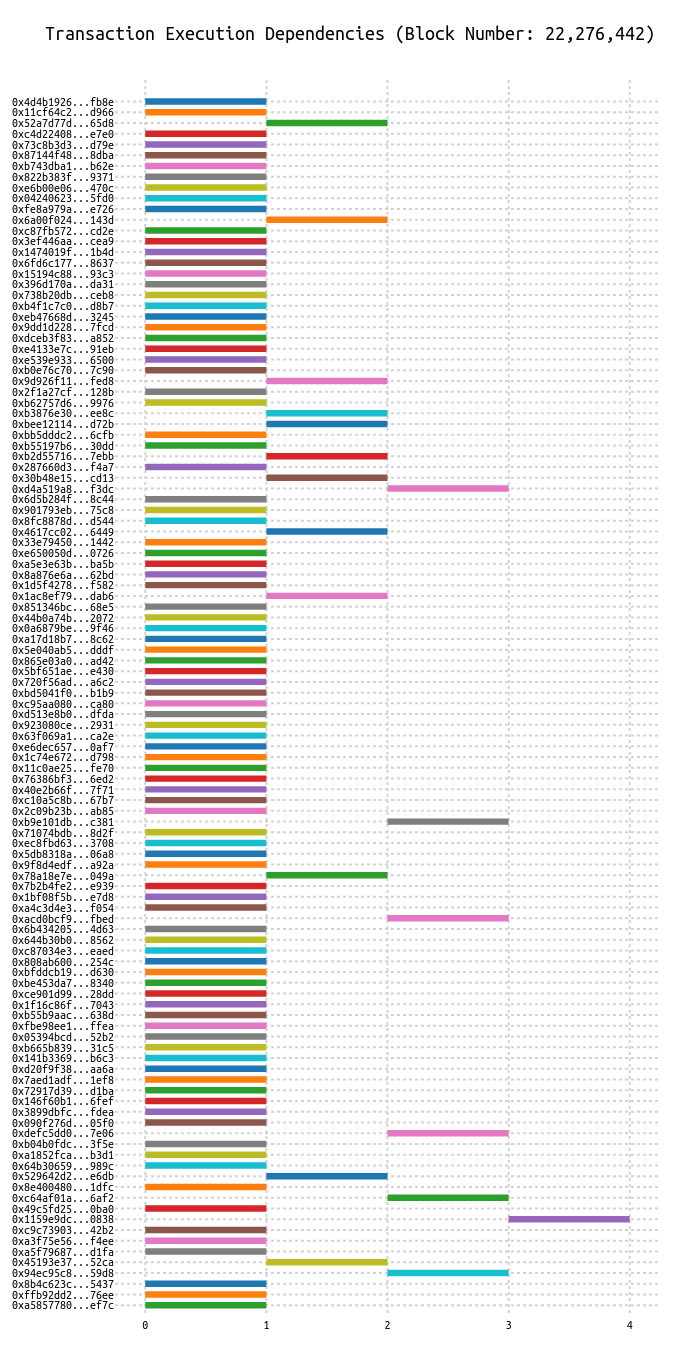 Transaction Execution Dependencies (Block Number: 22,276,442)
0x4d4b1926...fb8e
0x11cf64c2...d966
0x52a7d77d...65d8
0xc4d22408...e7e0
0x73c8b3d3...d79e
0x87144f48...8dba
0xb743dba1...b62e
0x822b383f...9371
0xe6b00e06...470c
0x04240623...5fd0
0xfe8a979a...e726
0x6a00f024...143d
0xc87fb572...cd2e
0x3ef446aa...cea9
0x1474019f...1b4d
0x6fd6c177...8637
0x15194c88...93c3
0x396d170a...da31
0x738b20db...ceb8
0xb4f1c7c0...d8b7
0xeb47668d...3245
0x9dd1d228...7fcd
0xdceb3f83...a852
0xe4133e7c...91eb
0xe539e933...6500
0xb0e76c70...7c90
0x9d926f11...fed8
0x2f1a27cf...128b
0xb62757d6...9976
0xb3876e30...ee8c
0xbee12114...d72b
0xbb5dddc2...6cfb
0xb55197b6...30dd
0xb2d55716...7ebb
0x287660d3...f4a7
0x30b48e15...cd13
0xd4a519a8...f3dc
0x6d5b284f...8c44
0x901793eb...75c8
0x8fc8878d...d544
0x4617cc02...6449
0x33e79450...1442
0xe650050d...0726
0xa5e3e63b...ba5b
0x8a876e6a...62bd
0x1d5f4278...f582
0x1ac8ef79...dab6
0x851346bc...68e5
0x44b0a74b...2072
0x0a6879be...9f46
0xa17d18b7...8c62
0x5e040ab5...dddf
0x865e03a0...ad42
0x5bf651ae...e430
0x720f56ad...a6c2
0xbd5041f0...b1b9
0xc95aa080...ca80
0xd513e8b0...dfda
0x923080ce...2931
0x63f069a1...ca2e
0xe6dec657...0af7
0x1c74e672...d798
0x11c0ae25...fe70
0x76386bf3...6ed2
0x40e2b66f...7f71
0xc10a5c8b...67b7
0x2c09b23b...ab85
0xb9e101db...c381
0x71074bdb...8d2f
0xec8fbd63...3708
0x5db8318a...06a8
0x9f8d4edf...a92a
0x78a18e7e...049a
0x7b2b4fe2...e939
0x1bf08f5b...e7d8
0xa4c3d4e3...f054
0xacd0bcf9...fbed
0x6b434205...4d63
0x644b30b0...8562
0xc87034e3...eaed
0x808ab600...254c
0xbfddcb19...d630
0xbe453da7...8340
0xce901d99...28dd
0x1f16c86f...7043
0xb55b9aac...638d
0xfbe98ee1...ffea
0x05394bcd...52b2
0xb665b839...31c5
0x141b3369...b6c3
0xd20f9f38...aa6a
0x7aed1adf...1ef8
0x72917d39...d1ba
0x146f60b1...6fef
0x3899dbfc...fdea
0x090f276d...05f0
0xdefc5dd0...7e06
0xb04b0fdc...3f5e
0xa1852fca...b3d1
0x64b30659...989c
0x529642d2...e6db
0x8e400480...1dfc
0xc64af01a...6af2
0x49c5fd25...0ba0
0x1159e9dc...0838
0xc9c73903...42b2
0xa3f75e56...f4ee
0xa5f79687...d1fa
0x45193e37...52ca
0x94ec95c8...59d8
0x8b4c623c...5437
0xffb92dd2...76ee
0xa5857780...ef7c
0 1 2 3 4